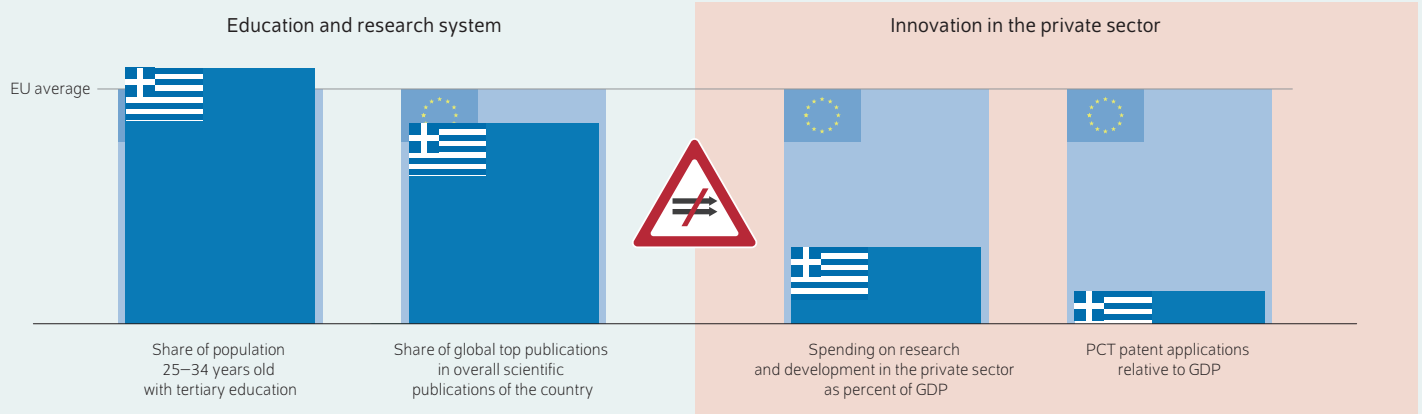 Education and research system
Innovation in the private sector
EU average
Share of population
25–34 years old
with tertiary education
Share of global top publications
in overall scientific
publications of the country
Spending on research
and development in the private sector
as percent of GDP
PCT patent applications
relative to GDP